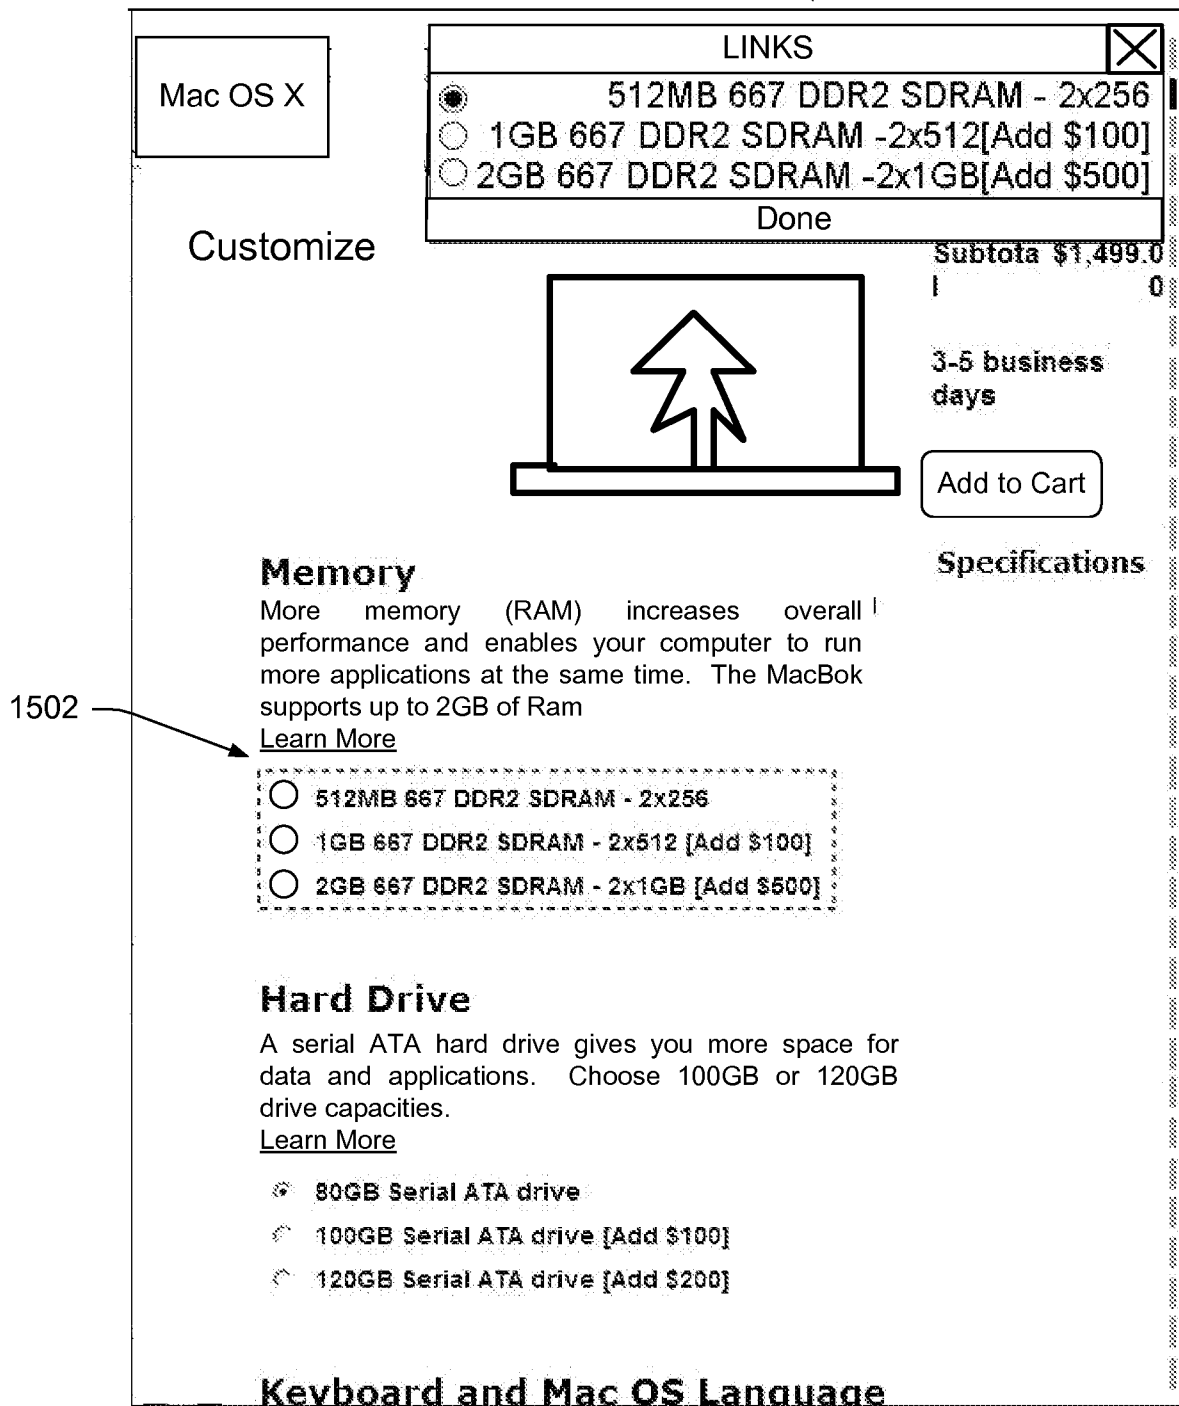 LINKS
Mac OS X
512MB 667 DDR2 SDRAM - 2x256
1GB 667 DDR2 SDRAM -2x512[Add $100]
2GB 667 DDR2 SDRAM -2x1GB[Add $500]
Done
Customize
Subtota $1,499.0
l 0
3-5 business
days
Add to Cart
Specifications
Memory
More memory (RAM) increases overall
performance and enables your computer to run
more applications at the same time. The MacBok
supports up to 2GB of Ram
Learn More
1502
512MB 667 DDR2 SDRAM - 2x256
1GB 667 DDR2 SDRAM - 2x512 [Add $100]
2GB 667 DDR2 SDRAM - 2x1GB [Add $500]
Hard Drive
A serial ATA hard drive gives you more space for
data and applications. Choose 100GB or 120GB
drive capacities.
Learn More
80GB Serial ATA drive
100GB Serial ATA drive [Add $100]
120GB Serial ATA drive [Add $200]
Keyboard and Mac OS Language